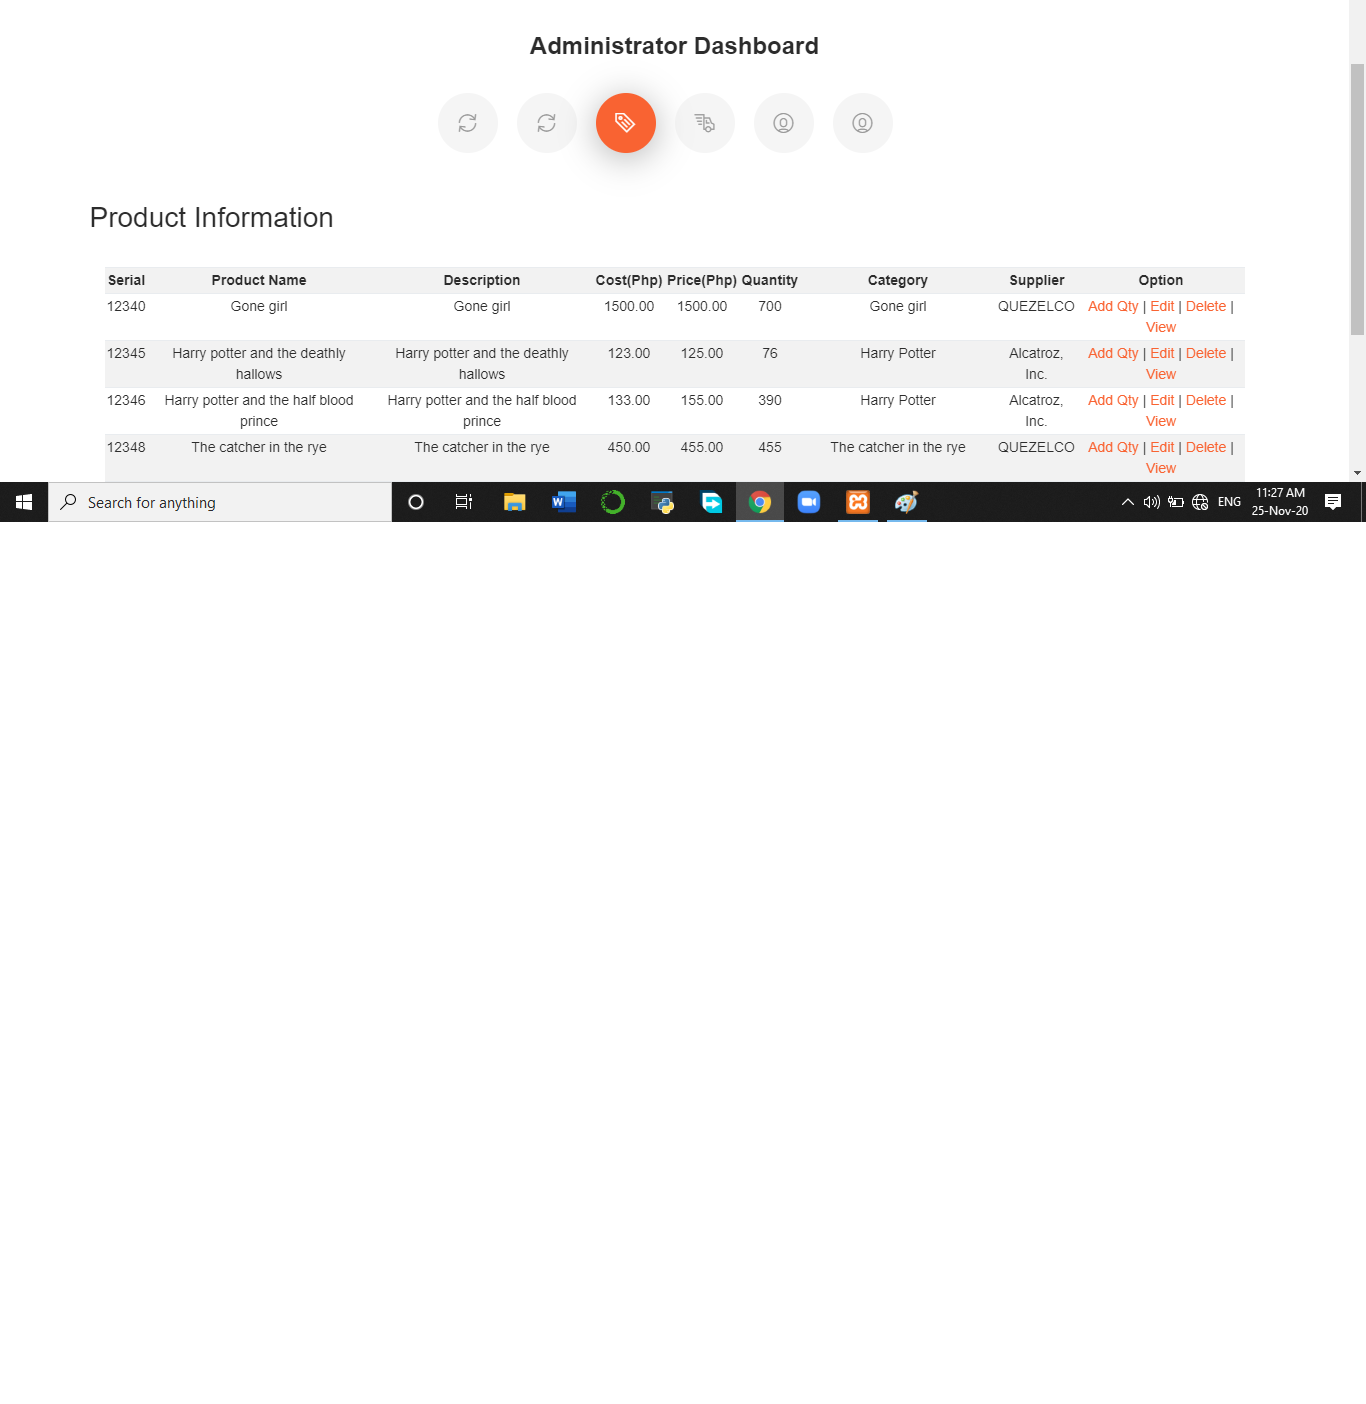 Administrator Dashboard
Product Information
Serial Product Name Description Cost(Php) Price(Php) Quantity Category Supplier Option
12340 Gone girl Gone girl 1500.00 1500.00 700 Gone girl QUEZELCO Add Qty | Edit | Delete |
View
12345 Harry potter and the deathly Harry potter and the deathly 123.00 125.00 76 Harry Potter Alcatroz, Add Qty | Edit | Delete |
hallows hallows Inc. View
12346 Harry potter and the half blood Harry potter and the half blood 133.00 155.00 390 Harry Potter Alcatroz, Add Qty | Edit | Delete |
prince prince Inc. View
12348 The catcher in the rye The catcher in the rye 450.00 455.00 455 The catcher in the rye QUEZELCO Add Qty | Edit | Delete |
View
Search for anything
W
ENG
11:27 AM
25-Nov-20